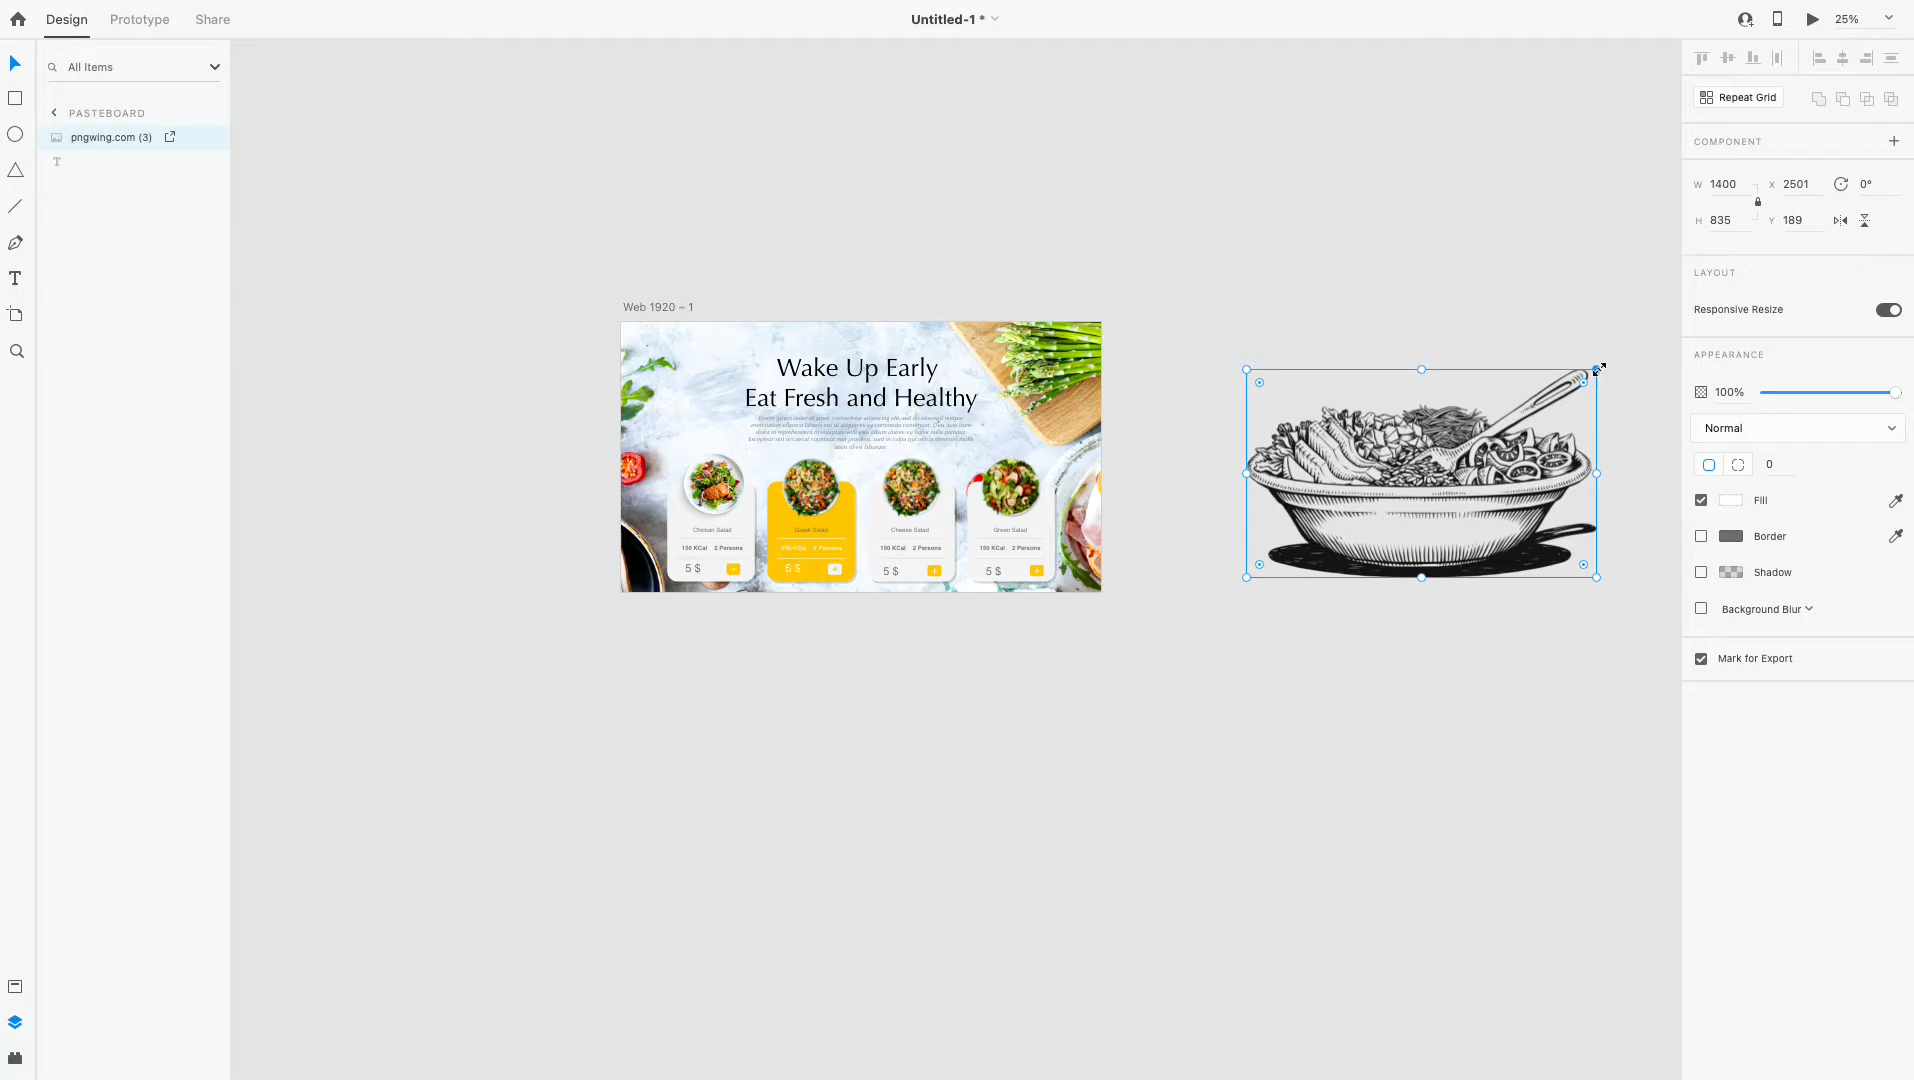 Design
Prototype
Share
Untitled-1 *
25%
All Items
PASTEBOARD
pngwing.com (3)
Repeat Grid
COMPONENT
W 1400
X 2501
0°
H 835
Y 189
LAYOUT
Responsive Resize
APPEARANCE
100%
Normal
0
Fill
Border
Shadow
Background Blur
Mark for Export
Web 1920 – 1
Wake Up Early
Eat Fresh and Healthy
Chicken Salad
Green Salad
Cheese Salad
Green Salad
150 KCal 2 Persons
150 KCal 2 Persons
150 KCal 2 Persons
150 KCal 2 Persons
5 $
5 $
5 $
5 $